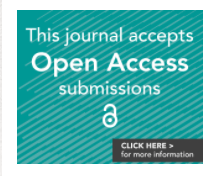 This journal accepts
Open Access
submissions
CLICK HERE >
for more information